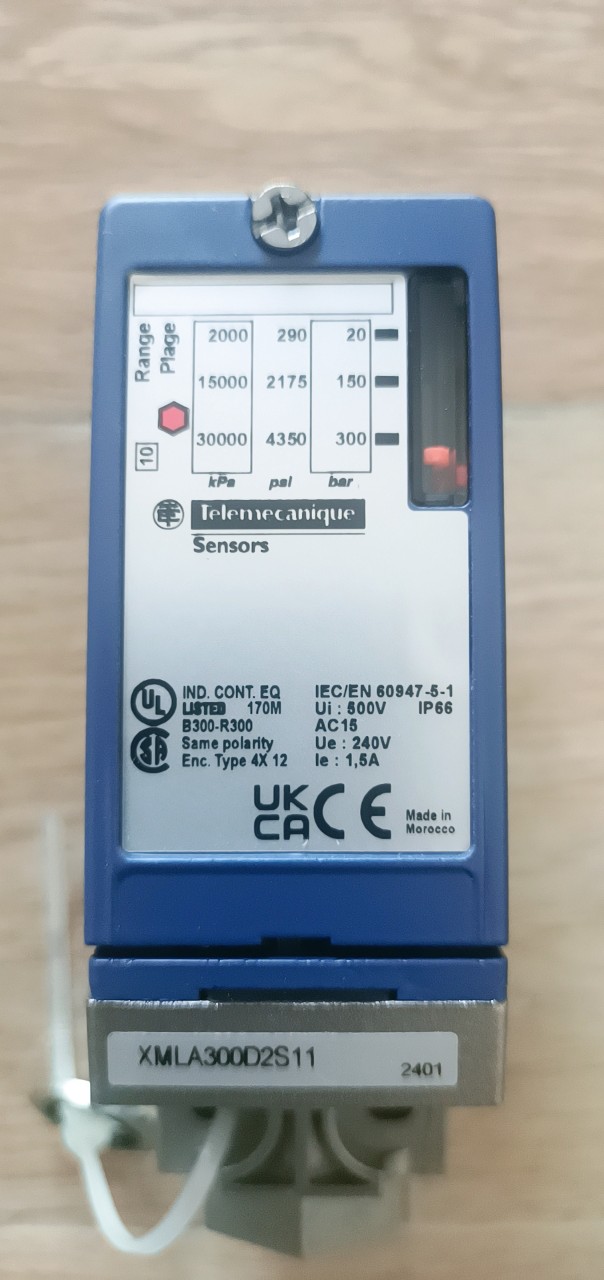 Range
Plage
10
2000 290 20
15000 2175 150
30000 4350 300
kPa psi bar
Telemecanique
Sensors
UL IND. CONT. EQ IEC/EN 60947-5-1
LISTED 170M Ui : 500V IP66
B300-R300 AC15
SA Same polarity Ue : 240V
Enc. Type 4X 12 Ie : 1,5A
UK
CA CE Made in
Morocco
XMLA300D2S11
2401